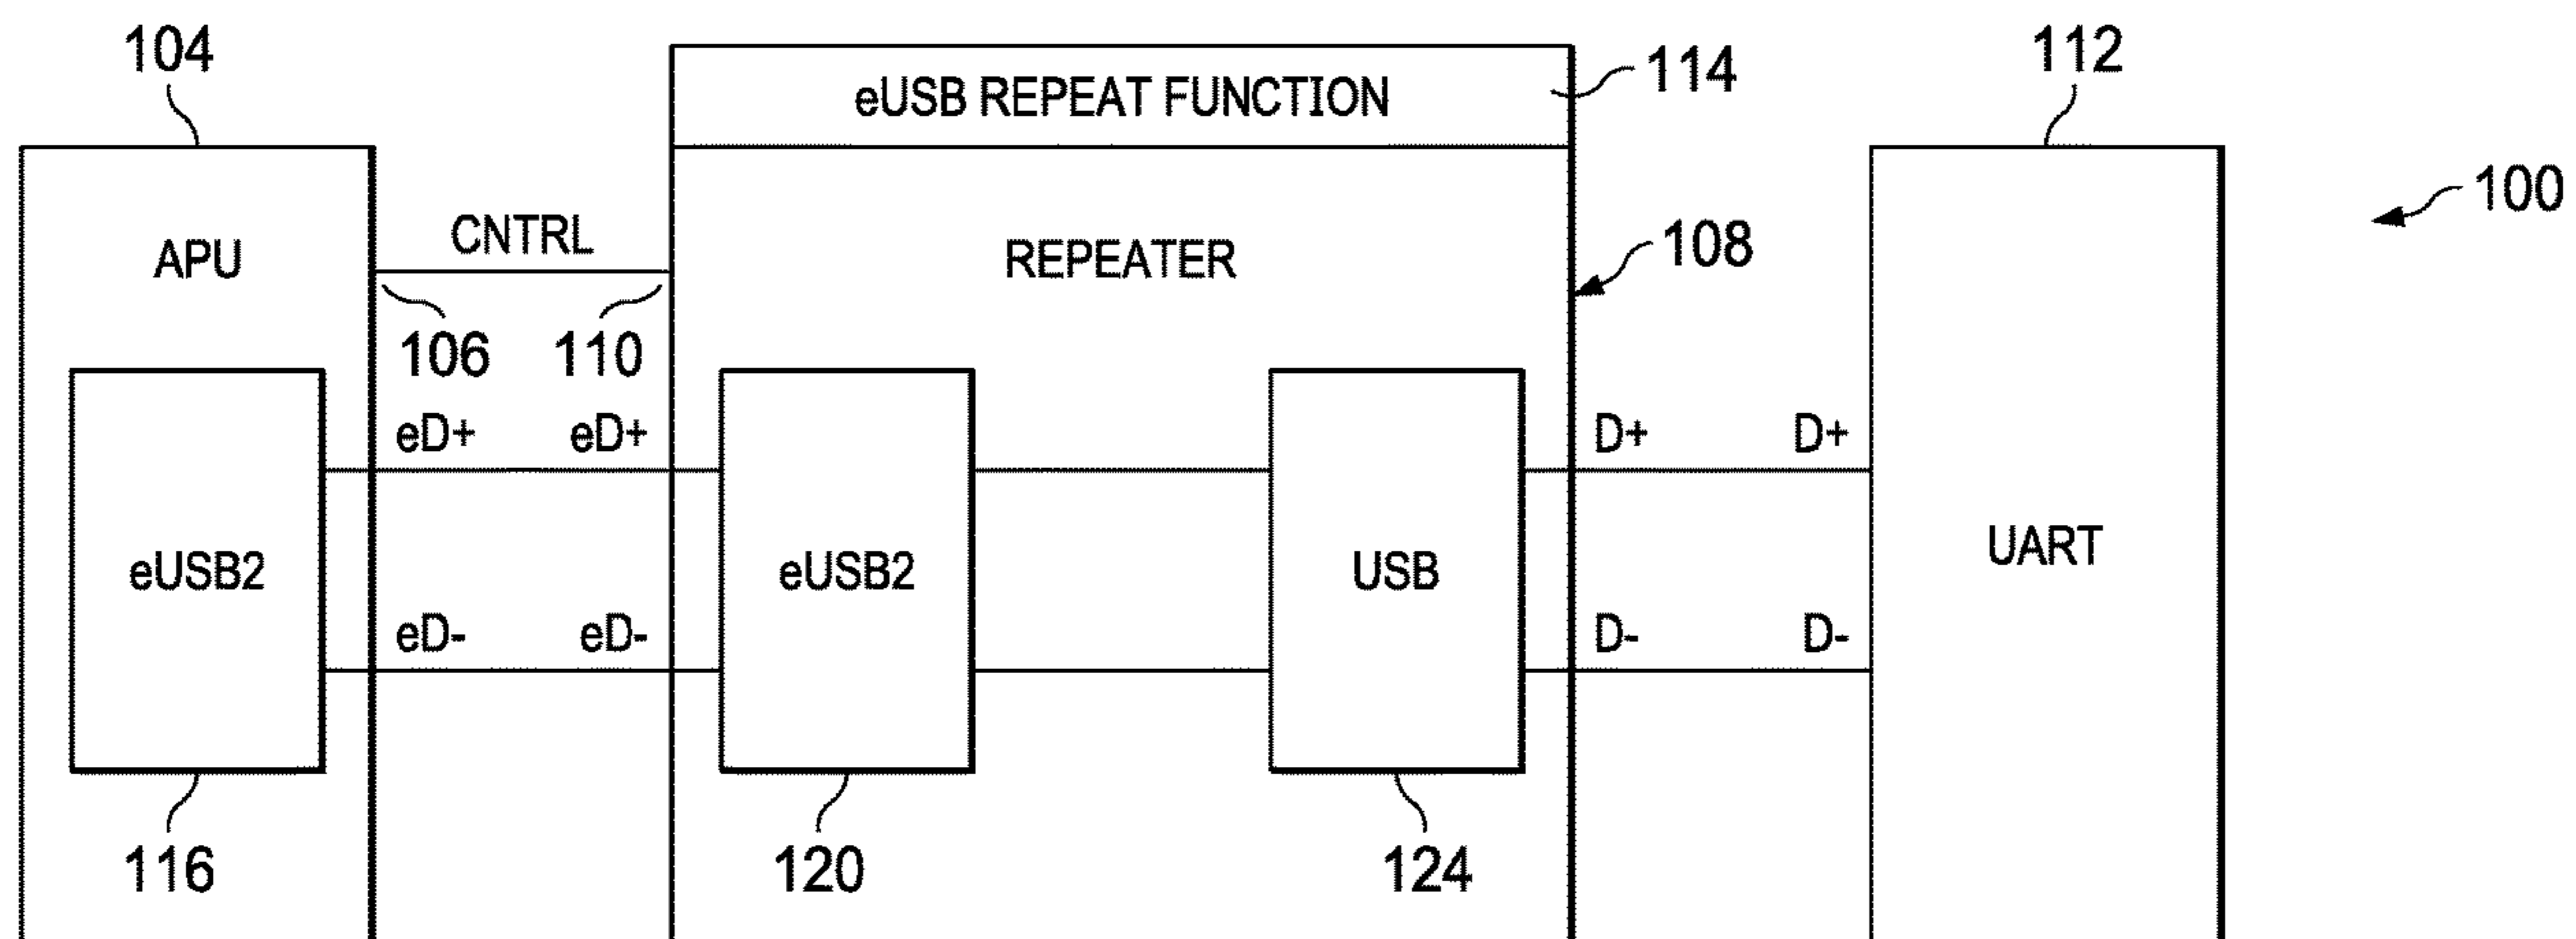 104
eUSB REPEAT FUNCTION
114
112
100
APU
CNTRL
REPEATER
108
106
110
eD+
eD+
D+
D+
eUSB2
eUSB2
USB
UART
eD-
eD-
D-
D-
116
120
124